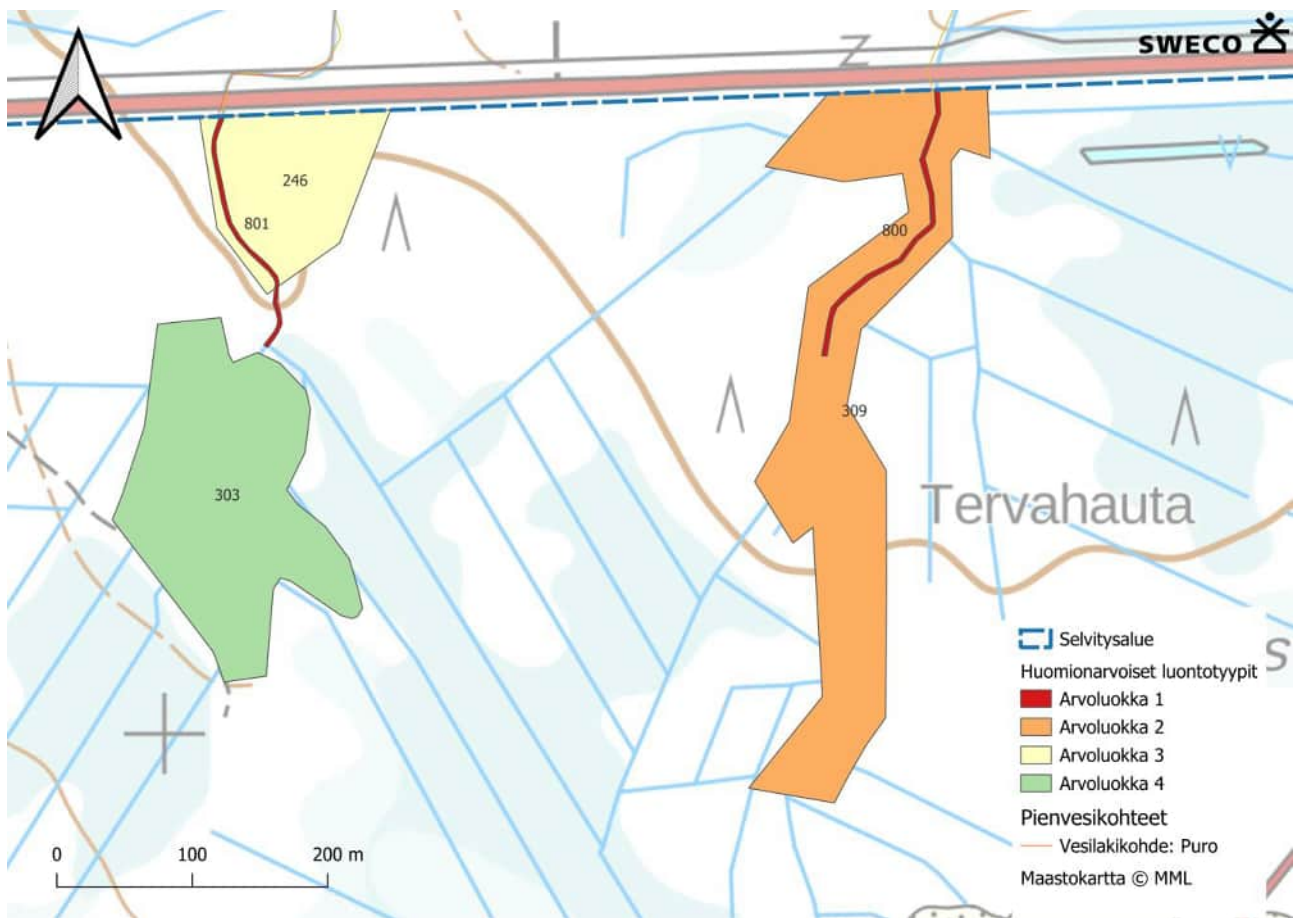 SWECO
Z
246
801
800
309
303
Tervahauta
Selvitysalue
Huomionarvoiset luontotyypit
Arvoluokka 1
Arvoluokka 2
Arvoluokka 3
Arvoluokka 4
Pienvesikohteet
Vesilakikohde: Puro
Maastokartta © MML
S
0 100 200 m